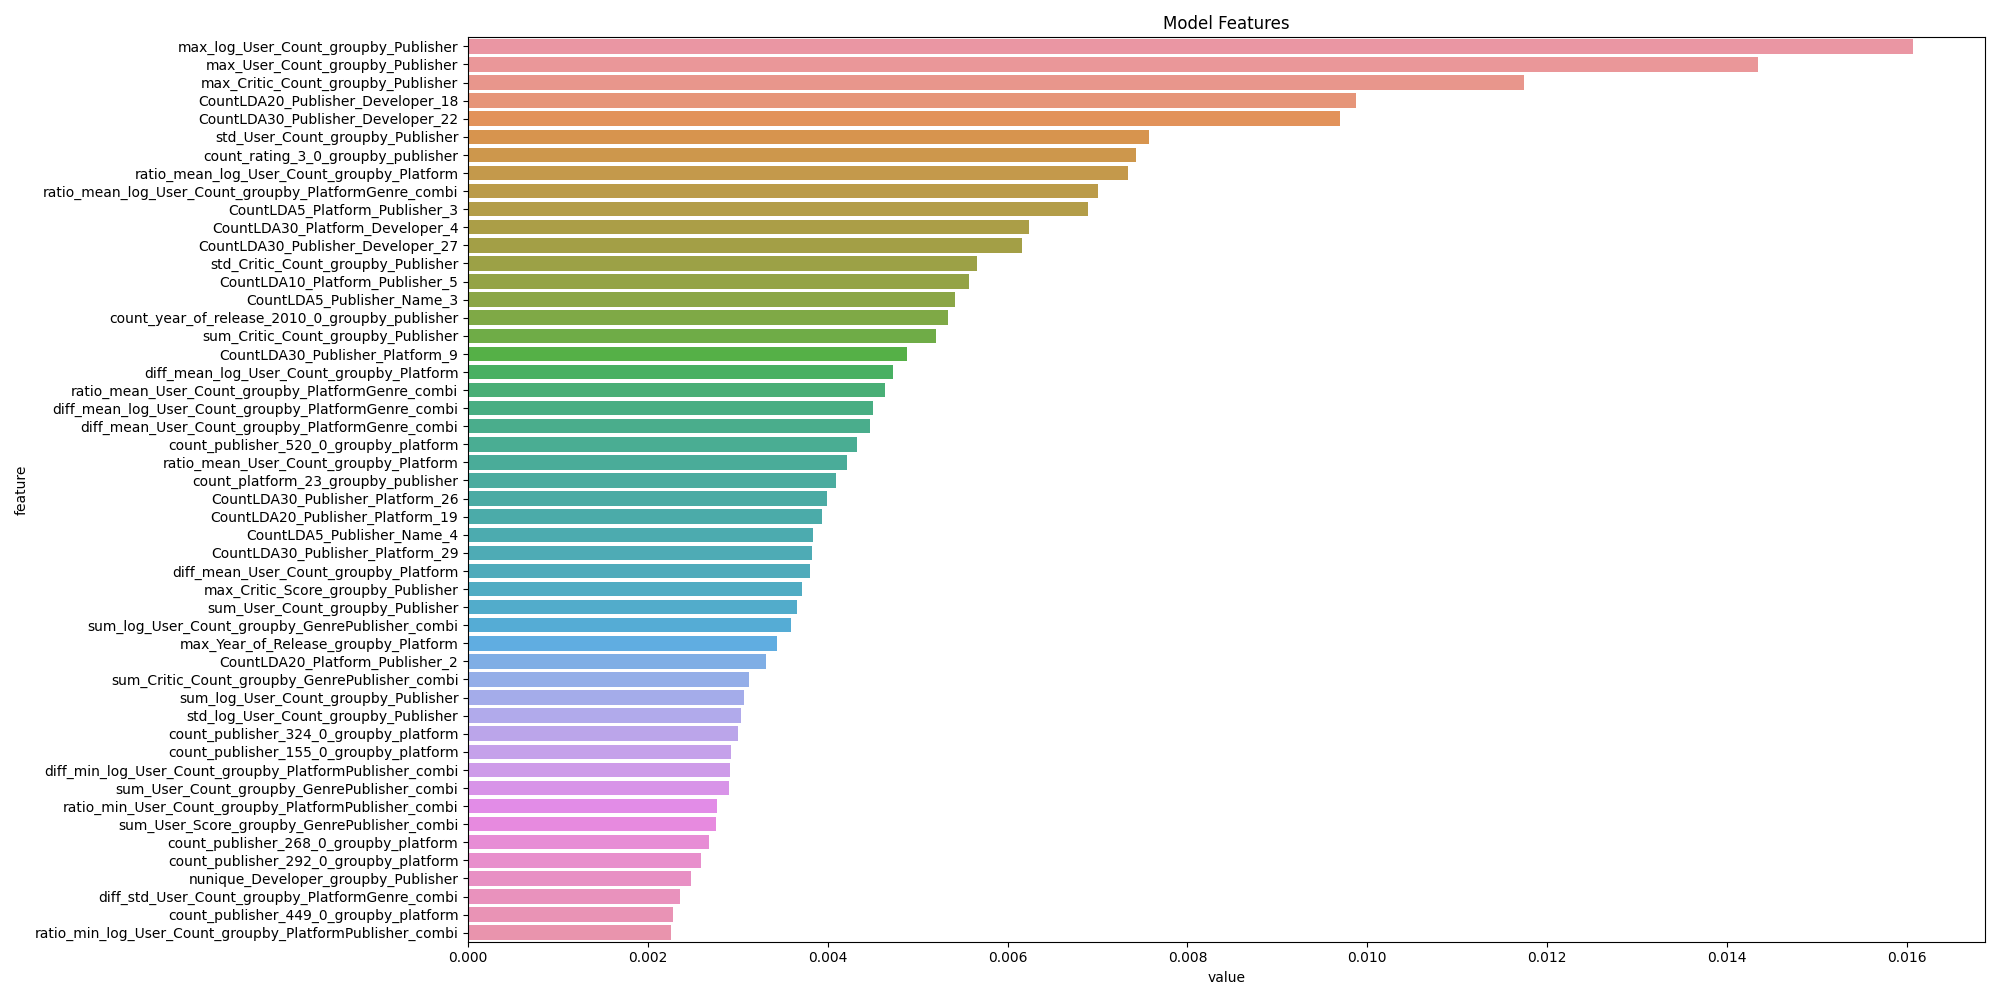 Model Features
max_log_User_Count_groupby_Publisher
max_User_Count_groupby_Publisher
max_Critic_Count_groupby_Publisher
CountLDA20_Publisher_Developer_18
CountLDA30_Publisher_Developer_22
std_User_Count_groupby_Publisher
count_rating_3_0_groupby_publisher
ratio_mean_log_User_Count_groupby_Platform
ratio_mean_log_User_Count_groupby_PlatformGenre_combi
CountLDA5_Platform_Publisher_3
CountLDA30_Platform_Developer_4
CountLDA30_Publisher_Developer_27
std_Critic_Count_groupby_Publisher
CountLDA10_Platform_Publisher_5
CountLDA5_Publisher_Name_3
count_year_of_release_2010_0_groupby_publisher
sum_Critic_Count_groupby_Publisher
CountLDA30_Publisher_Platform_9
diff_mean_log_User_Count_groupby_Platform
ratio_mean_User_Count_groupby_PlatformGenre_combi
diff_mean_log_User_Count_groupby_PlatformGenre_combi
diff_mean_User_Count_groupby_PlatformGenre_combi
count_publisher_520_0_groupby_platform
ratio_mean_User_Count_groupby_Platform
count_platform_23_groupby_publisher
CountLDA30_Publisher_Platform_26
CountLDA20_Publisher_Platform_19
CountLDA5_Publisher_Name_4
CountLDA30_Publisher_Platform_29
diff_mean_User_Count_groupby_Platform
max_Critic_Score_groupby_Publisher
sum_User_Count_groupby_Publisher
sum_log_User_Count_groupby_GenrePublisher_combi
max_Year_of_Release_groupby_Platform
CountLDA20_Platform_Publisher_2
sum_Critic_Count_groupby_GenrePublisher_combi
sum_log_User_Count_groupby_Publisher
std_log_User_Count_groupby_Publisher
count_publisher_324_0_groupby_platform
count_publisher_155_0_groupby_platform
diff_min_log_User_Count_groupby_PlatformPublisher_combi
sum_User_Count_groupby_GenrePublisher_combi
ratio_min_User_Count_groupby_PlatformPublisher_combi
sum_User_Score_groupby_GenrePublisher_combi
count_publisher_268_0_groupby_platform
count_publisher_292_0_groupby_platform
nunique_Developer_groupby_Publisher
diff_std_User_Count_groupby_PlatformGenre_combi
count_publisher_449_0_groupby_platform
ratio_min_log_User_Count_groupby_PlatformPublisher_combi
feature
0.000 0.002 0.004 0.006 0.008 0.010 0.012 0.014 0.016
value